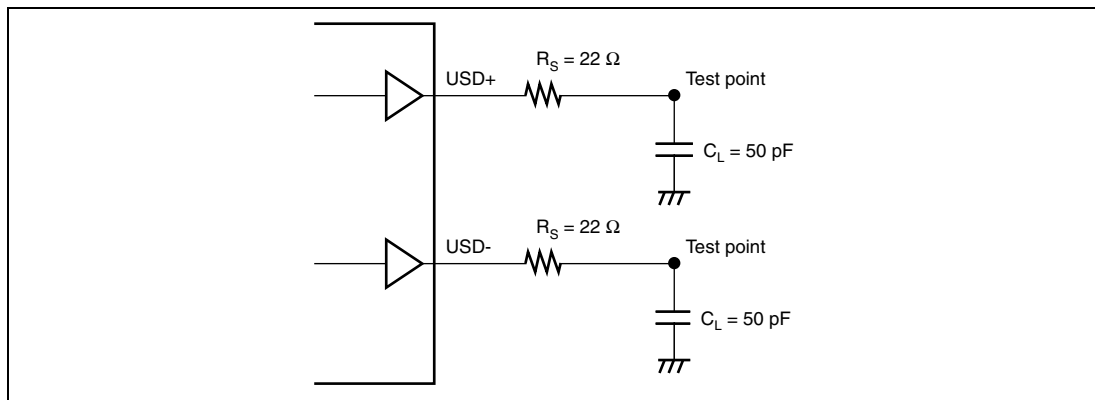 USD+
R_S = 22 Ω
Test point
C_L = 50 pF
USD-
R_S = 22 Ω
Test point
C_L = 50 pF